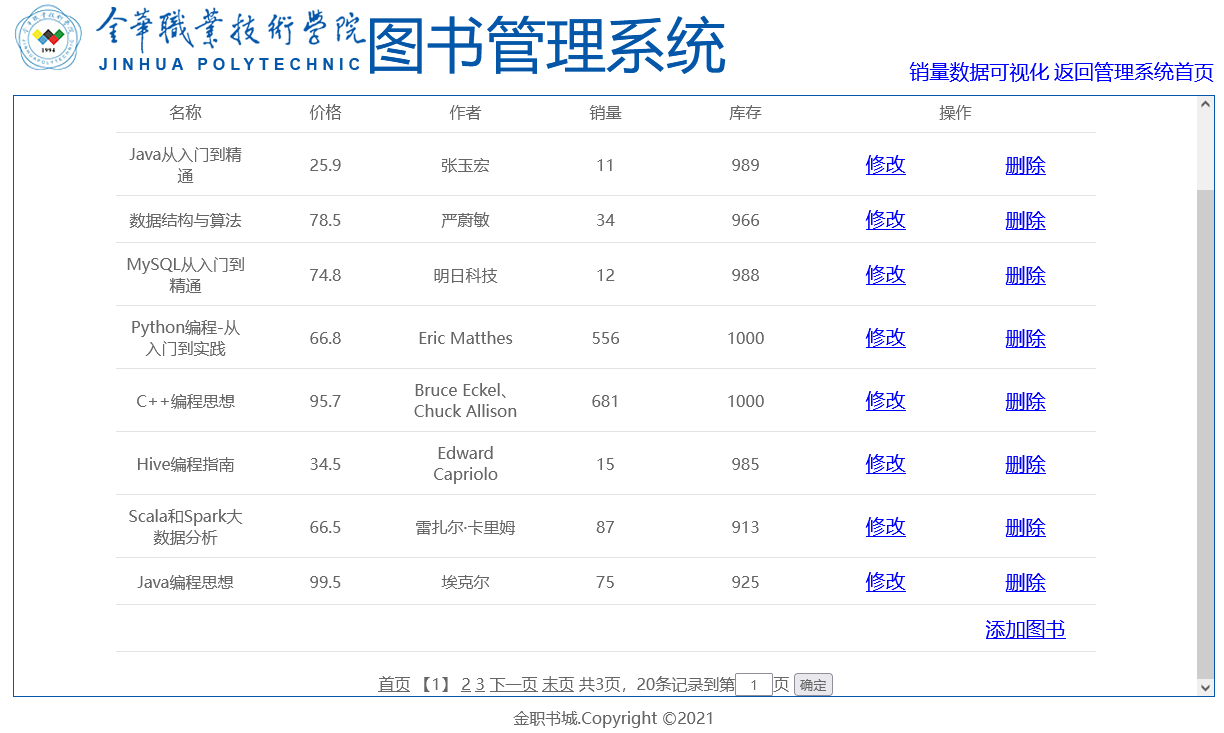 金華職業技術學院
JINHUA POLYTECHNIC
1994
图书管理系统
销量数据可视化 返回管理系统首页
名称 价格 作者 销量 库存 操作
Java从入门到精
通 25.9 张玉宏 11 989 修改 删除
数据结构与算法 78.5 严蔚敏 34 966 修改 删除
MySQL从入门到
精通 74.8 明日科技 12 988 修改 删除
Python编程-从
入门到实践 66.8 Eric Matthes 556 1000 修改 删除
C++编程思想 95.7 Bruce Eckel、
Chuck Allison 681 1000 修改 删除
Hive编程指南 34.5 Edward
Capriolo 15 985 修改 删除
Scala和Spark大
数据分析 66.5 雷扎尔·卡里姆 87 913 修改 删除
Java编程思想 99.5 埃克尔 75 925 修改 删除
添加图书
首页 【1】 2 3 下一页 末页 共3页，20条记录到第 1 页 确定
金职书城.Copyright ©2021